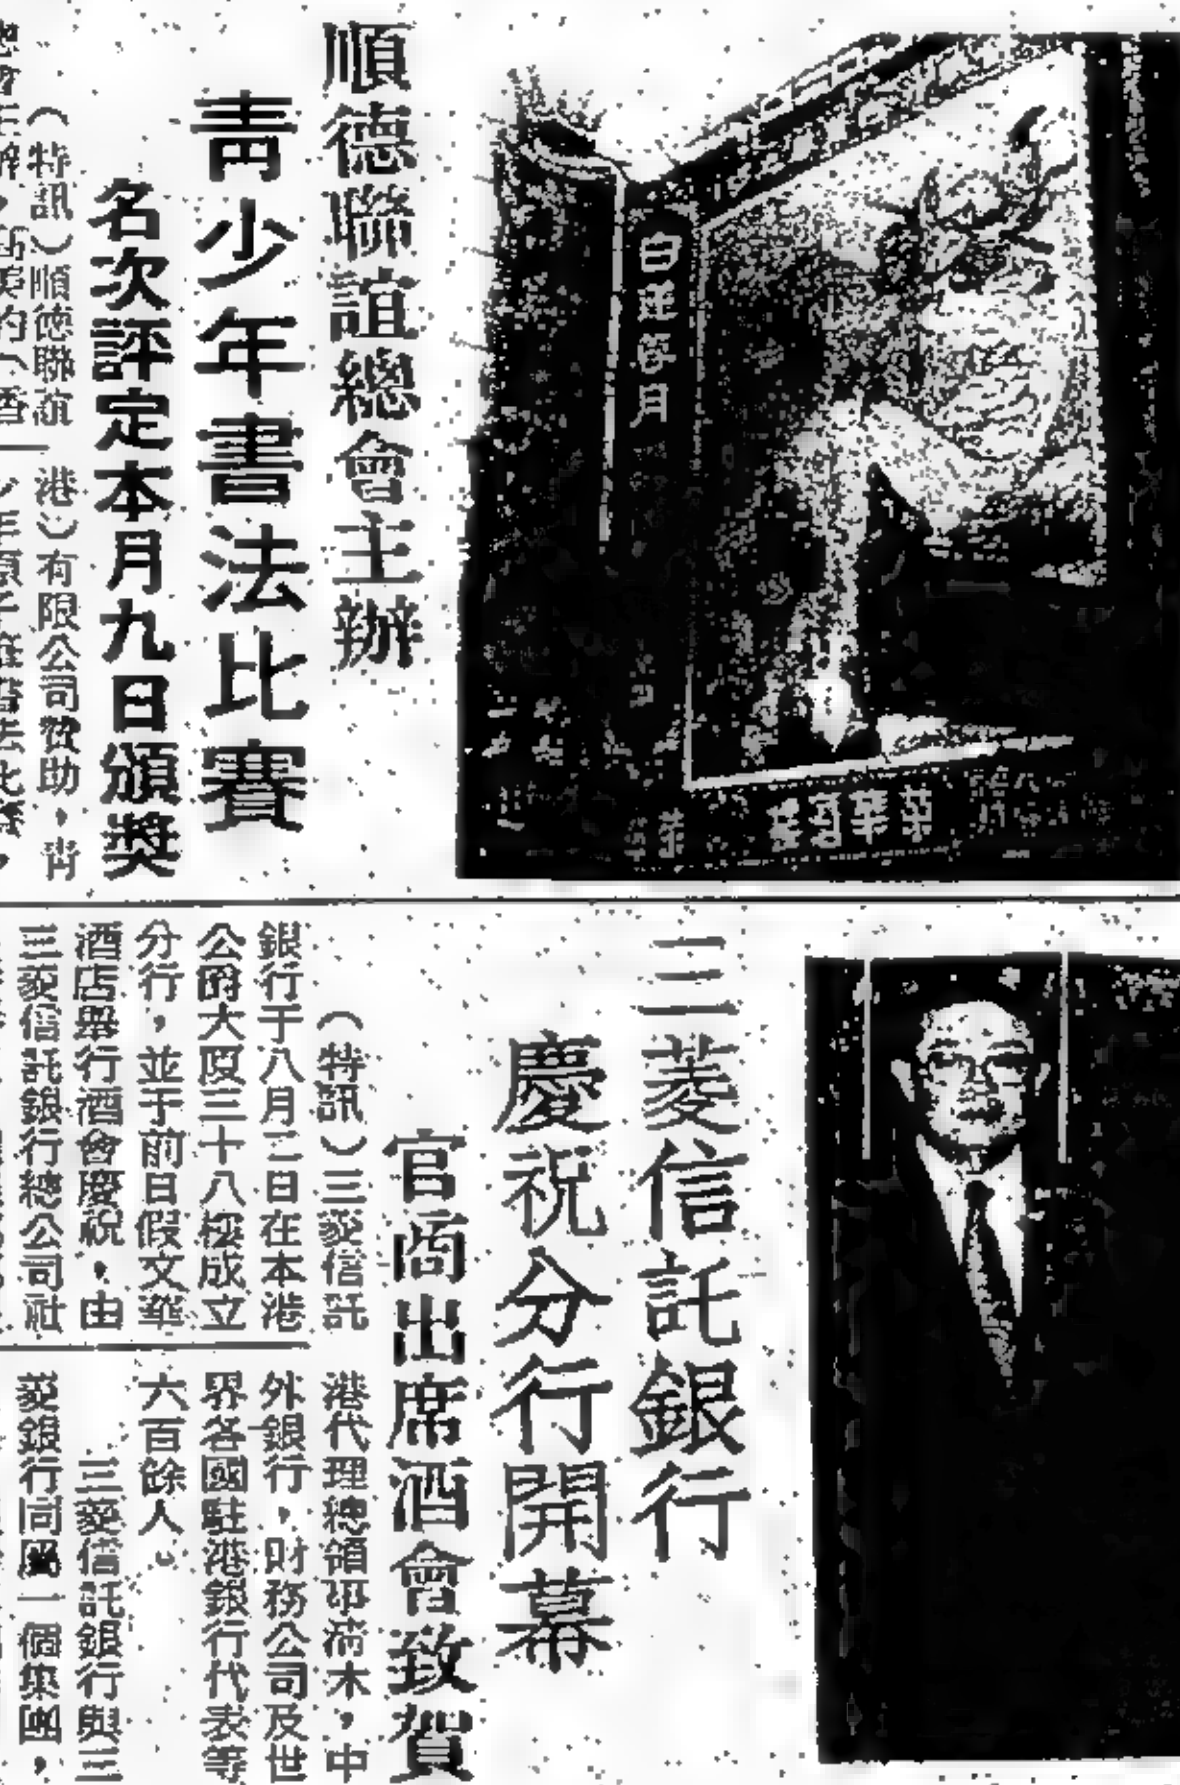 順德聯誼總會主辦
青少年書法比賽
名次評定本月九日頒獎
（特訊）順德聯誼
港）有限公司贊助，青
三菱信託銀行
慶祝分行開幕
官商出席酒會致賀
（特訊）三菱信託
銀行于八月二日在本港
公爵大厦三十八樓成立
分行，並于前日假文華
酒店舉行酒會慶祝，由
三菱信託銀行總公司社
港代理總領事清木，中
外銀行，財務公司及世
界各國駐港銀行代表等
六百餘人。
三菱信託銀行與三
菱銀行同屬一個集團，